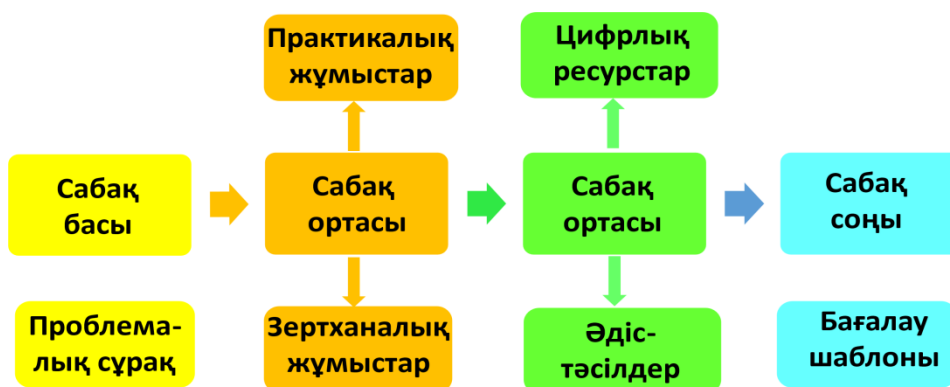 Практикалық
жұмыстар
Цифрлық
ресурстар
Сабақ
басы
Сабақ
ортасы
Сабақ
ортасы
Сабақ
соңы
Проблема-
лық сұрақ
Зертханалық
жұмыстар
Әдіс-
тәсілдер
Бағалау
шаблоны